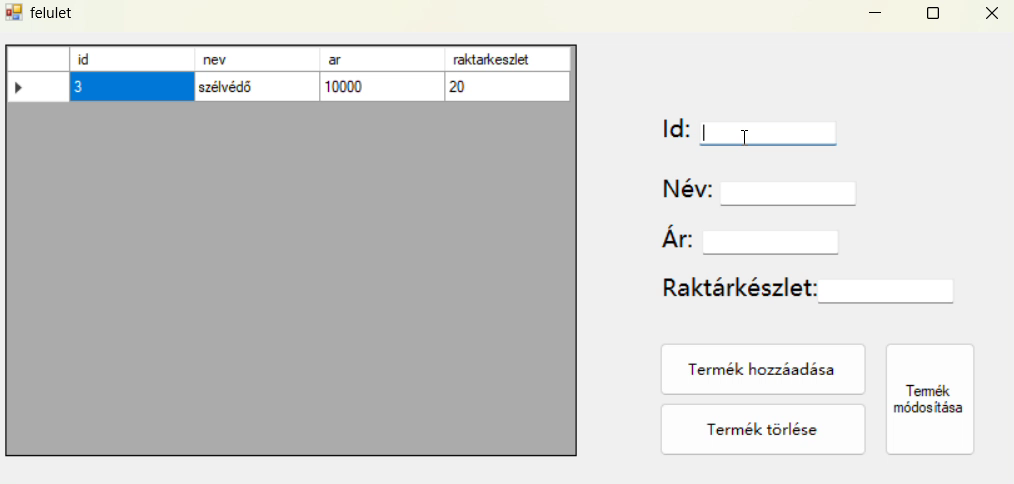 felulet
id nev ar raktarkeszlet
3 szélvédő 10000 20
Id:
Név:
Ár:
Raktárkészlet:
Termék hozzáadása
Termék törlése
Termék
módosítása